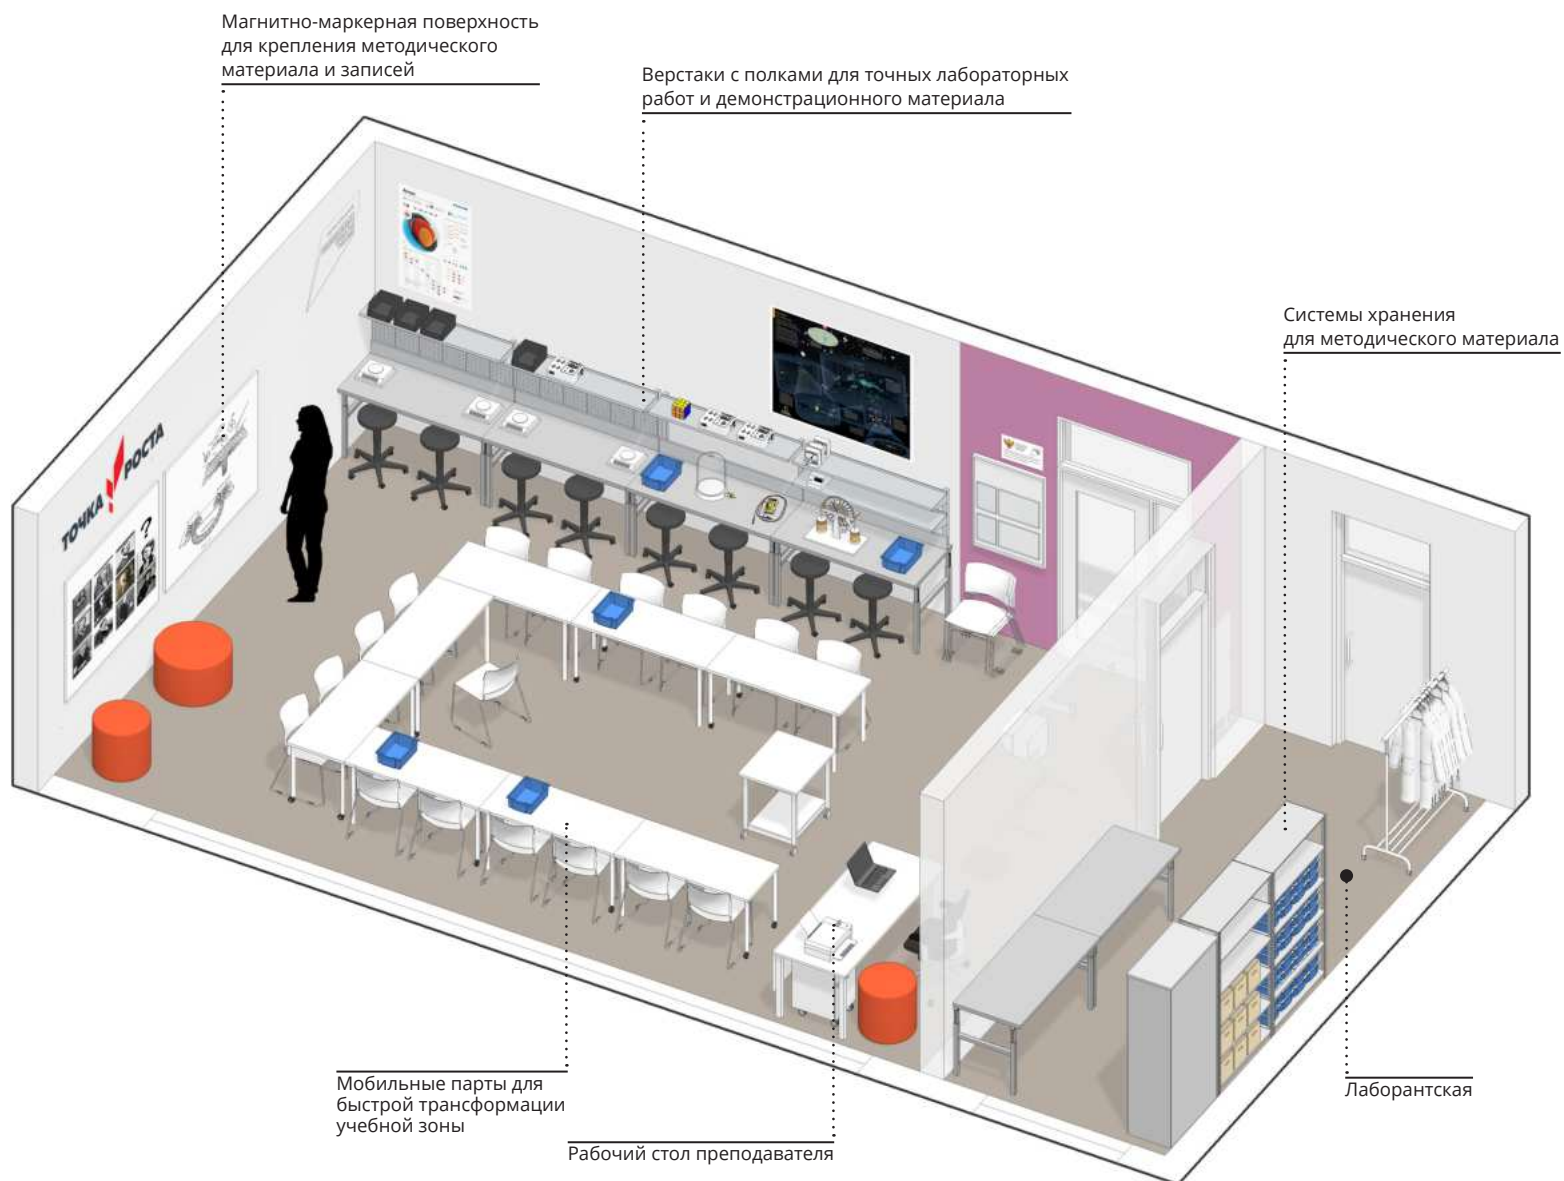 Магнитно-маркерная поверхность
для крепления методического
материала и записей
Верстаки с полками для точных лабораторных
работ и демонстрационного материала
Системы хранения
для методического материала
ТОЧКА РОСТА
?
Мобильные парты для
быстрой трансформации
учебной зоны
Рабочий стол преподавателя
Лаборантская